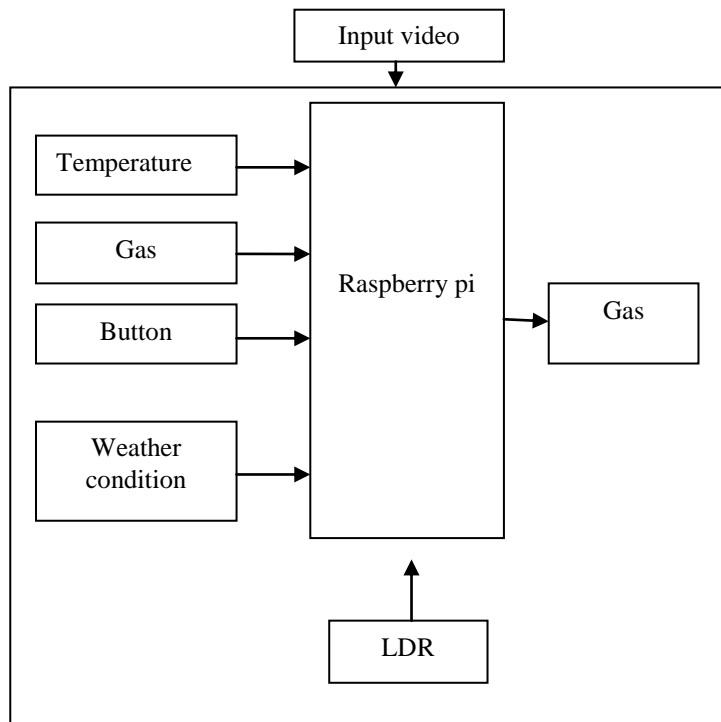 Input video
Temperature
Gas
Button
Weather
condition
Raspberry pi
Gas
LDR